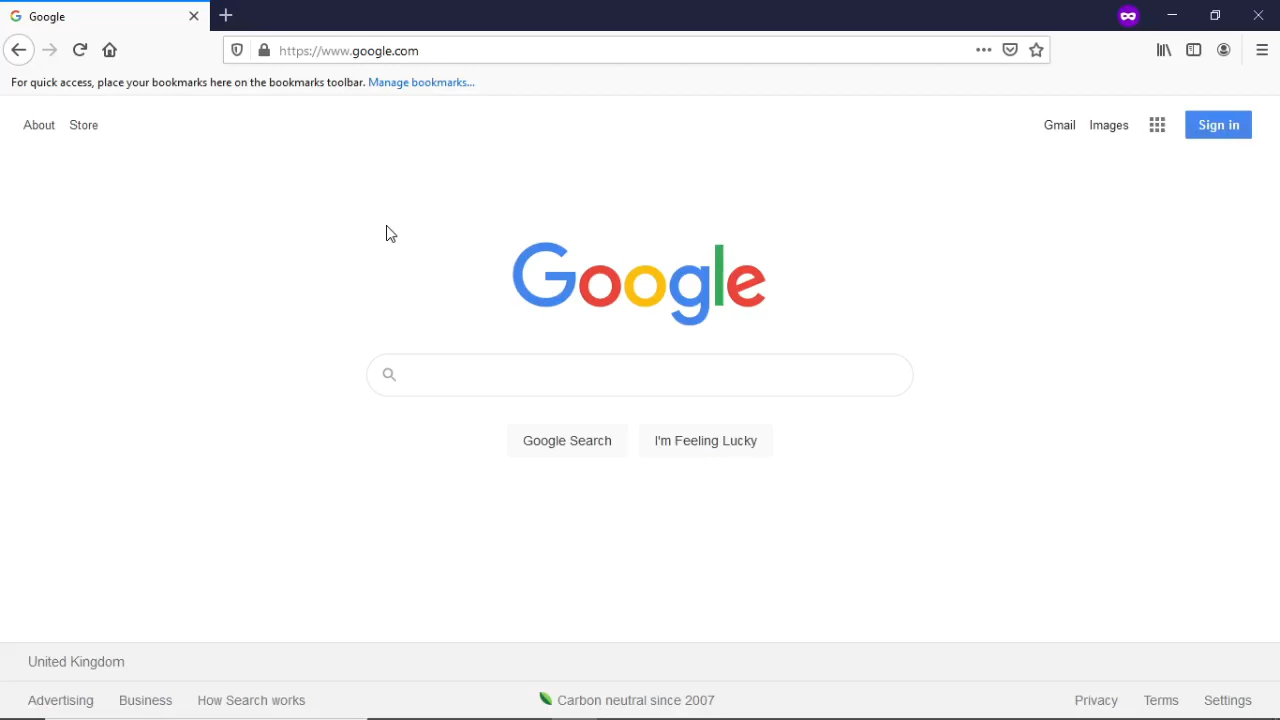 Google
https://www.google.com
For quick access, place your bookmarks here on the bookmarks toolbar. Manage bookmarks...
About Store
Gmail Images Sign in
Google
Google Search I'm Feeling Lucky
United Kingdom
Advertising Business How Search works Carbon neutral since 2007 Privacy Terms Settings